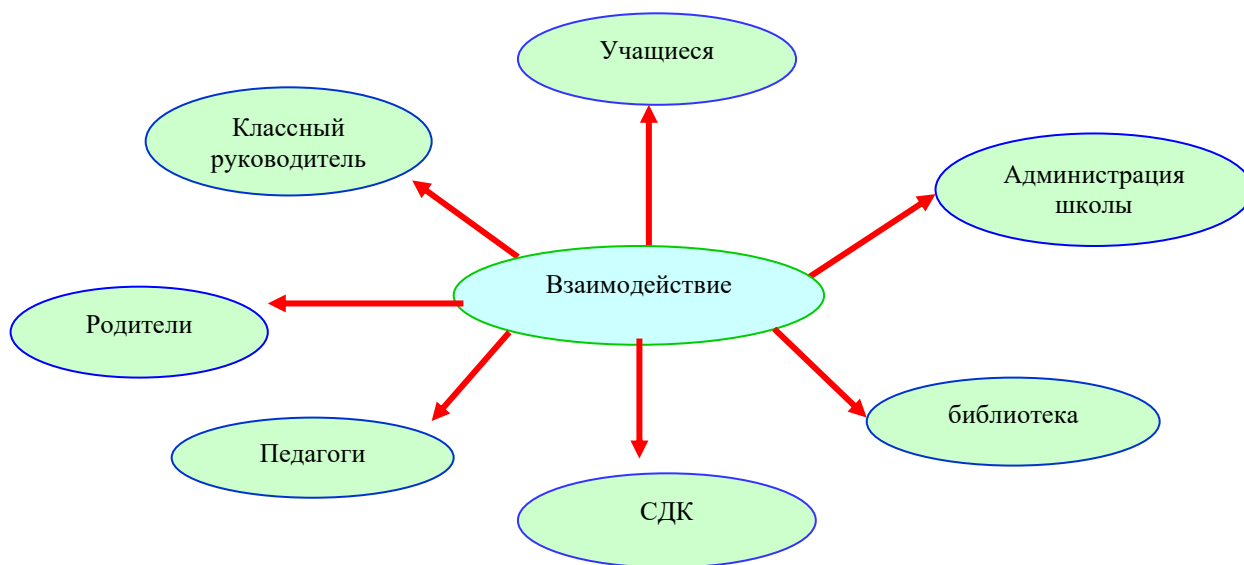 Учащиеся
Классный
руководитель
Администрация
школы
Взаимодействие
Родители
библиотека
Педагоги
СДК